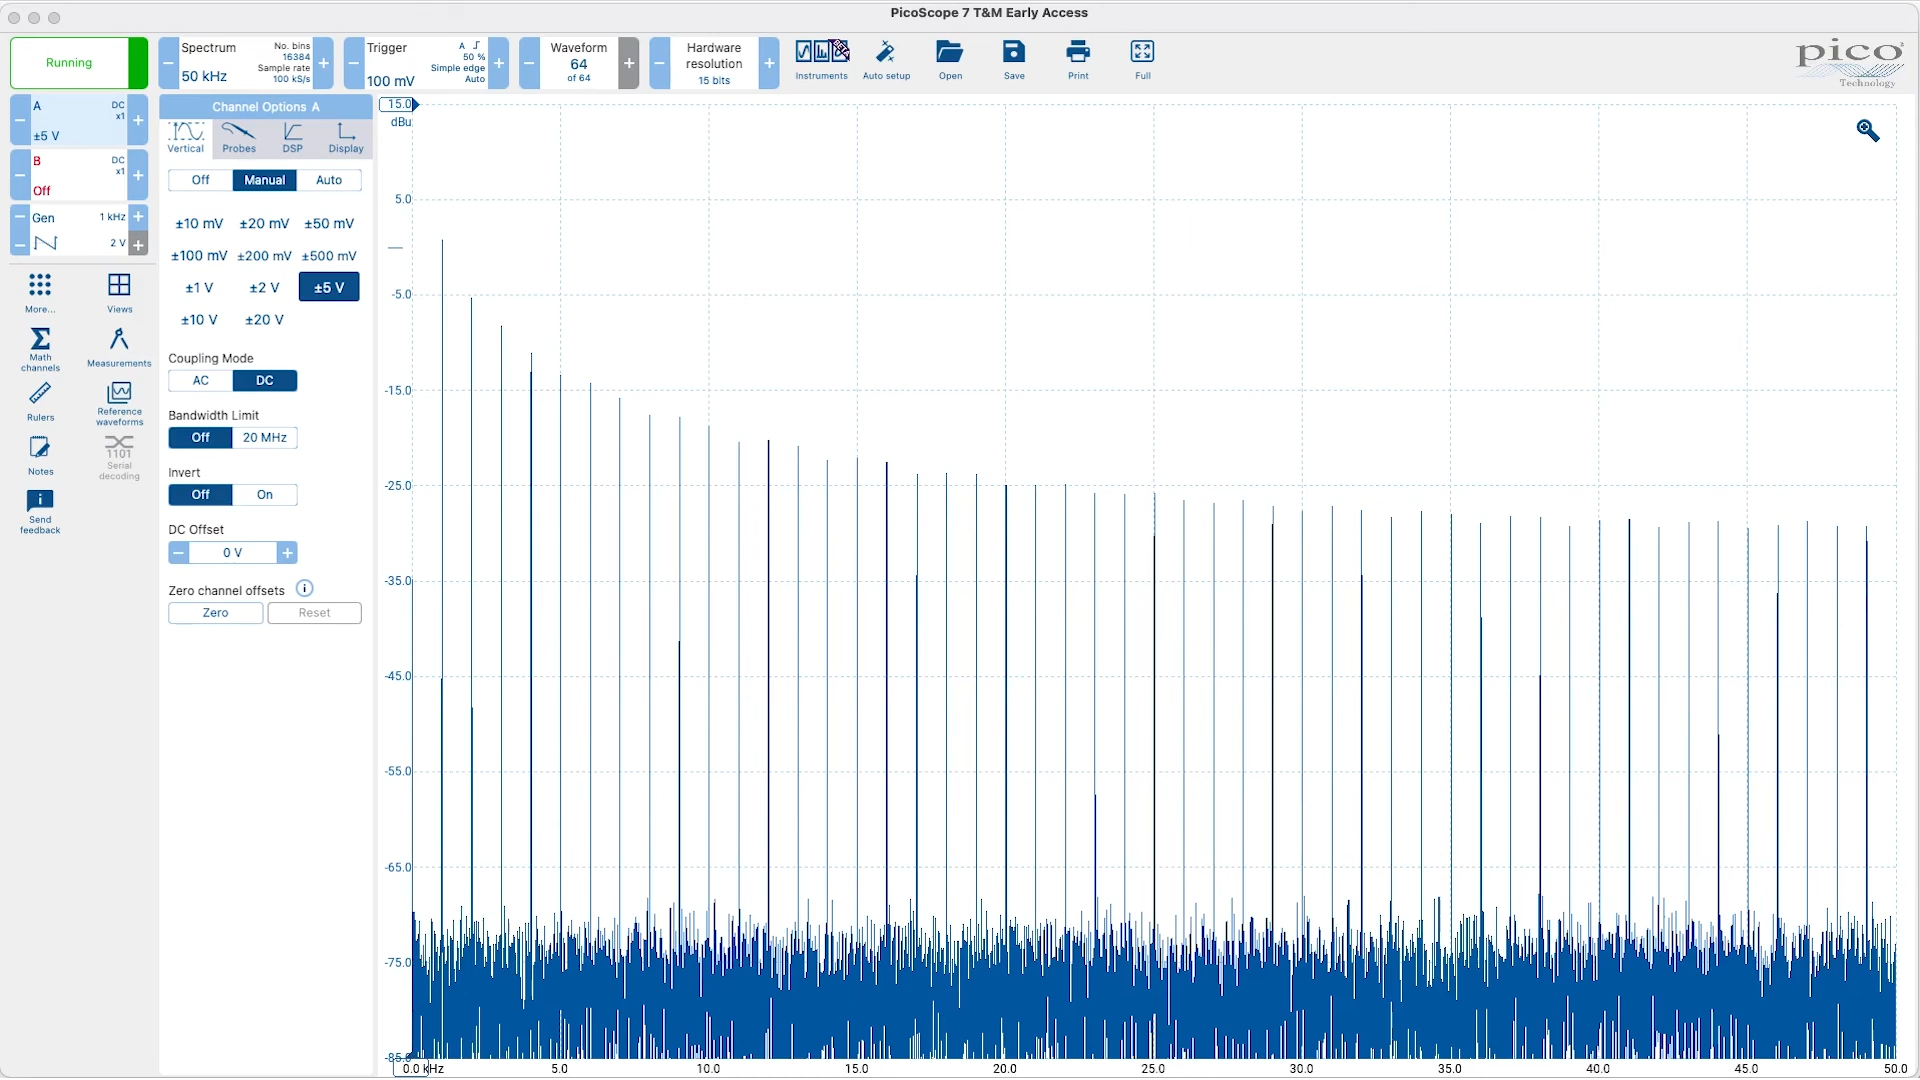 PicoScope 7 T&M Early Access
Running
Spectrum
50 kHz
No. bins
16384
Sample rate
100 kS/s
Trigger
100 mV
A
50 %
Simple edge
Auto
Waveform
64
of 64
Hardware
resolution
15 bits
Instruments
Auto setup
Open
Save
Print
Full
pico
Technology
A
DC
x1
±5 V
B
DC
x1
Off
Gen
1 kHz
2 V
More...
Views
Math
channels
Measurements
Rulers
Reference
waveforms
Notes
1101
Serial
decoding
Send
feedback
Channel Options A
Vertical
Probes
DSP
Display
Off
Manual
Auto
±10 mV
±20 mV
±50 mV
±100 mV
±200 mV
±500 mV
±1 V
±2 V
±5 V
±10 V
±20 V
Coupling Mode
AC
DC
Bandwidth Limit
Off
20 MHz
Invert
Off
On
DC Offset
0 V
Zero channel offsets
Zero
Reset
15.0
dBu
5.0
-5.0
-15.0
-25.0
-35.0
-45.0
-55.0
-65.0
-75.0
-85.0
0.0 kHz
5.0
10.0
15.0
20.0
25.0
30.0
35.0
40.0
45.0
50.0